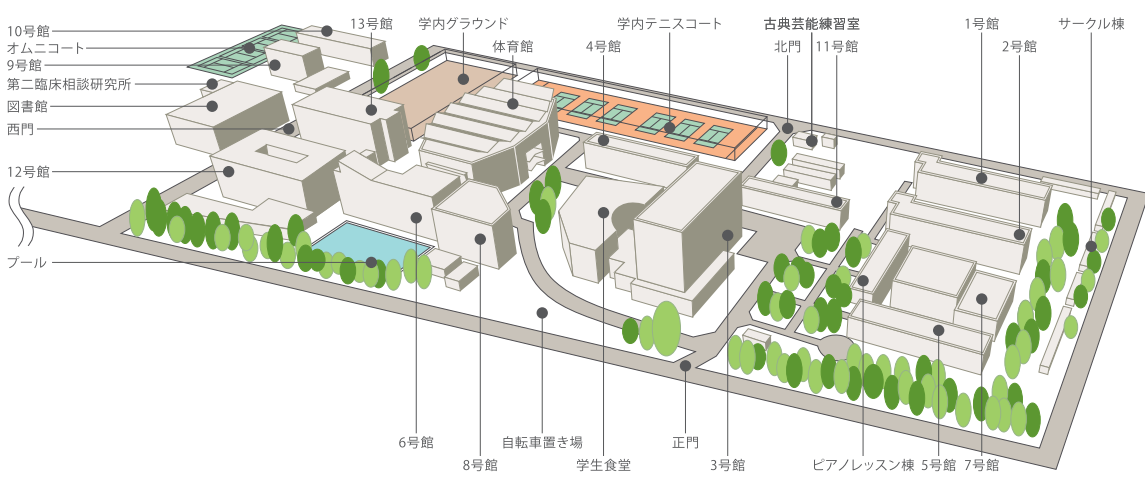 13号館
学内グラウンド
学内テニスコート
古典芸能練習室
1号館
サークル棟
10号館
体育館
4号館
北門
11号館
2号館
オムニコート
9号館
第二臨床相談研究所
図書館
西門
12号館
プール
6号館
自転車置き場
正門
8号館
学生食堂
3号館
ピアノレッスン棟
5号館
7号館